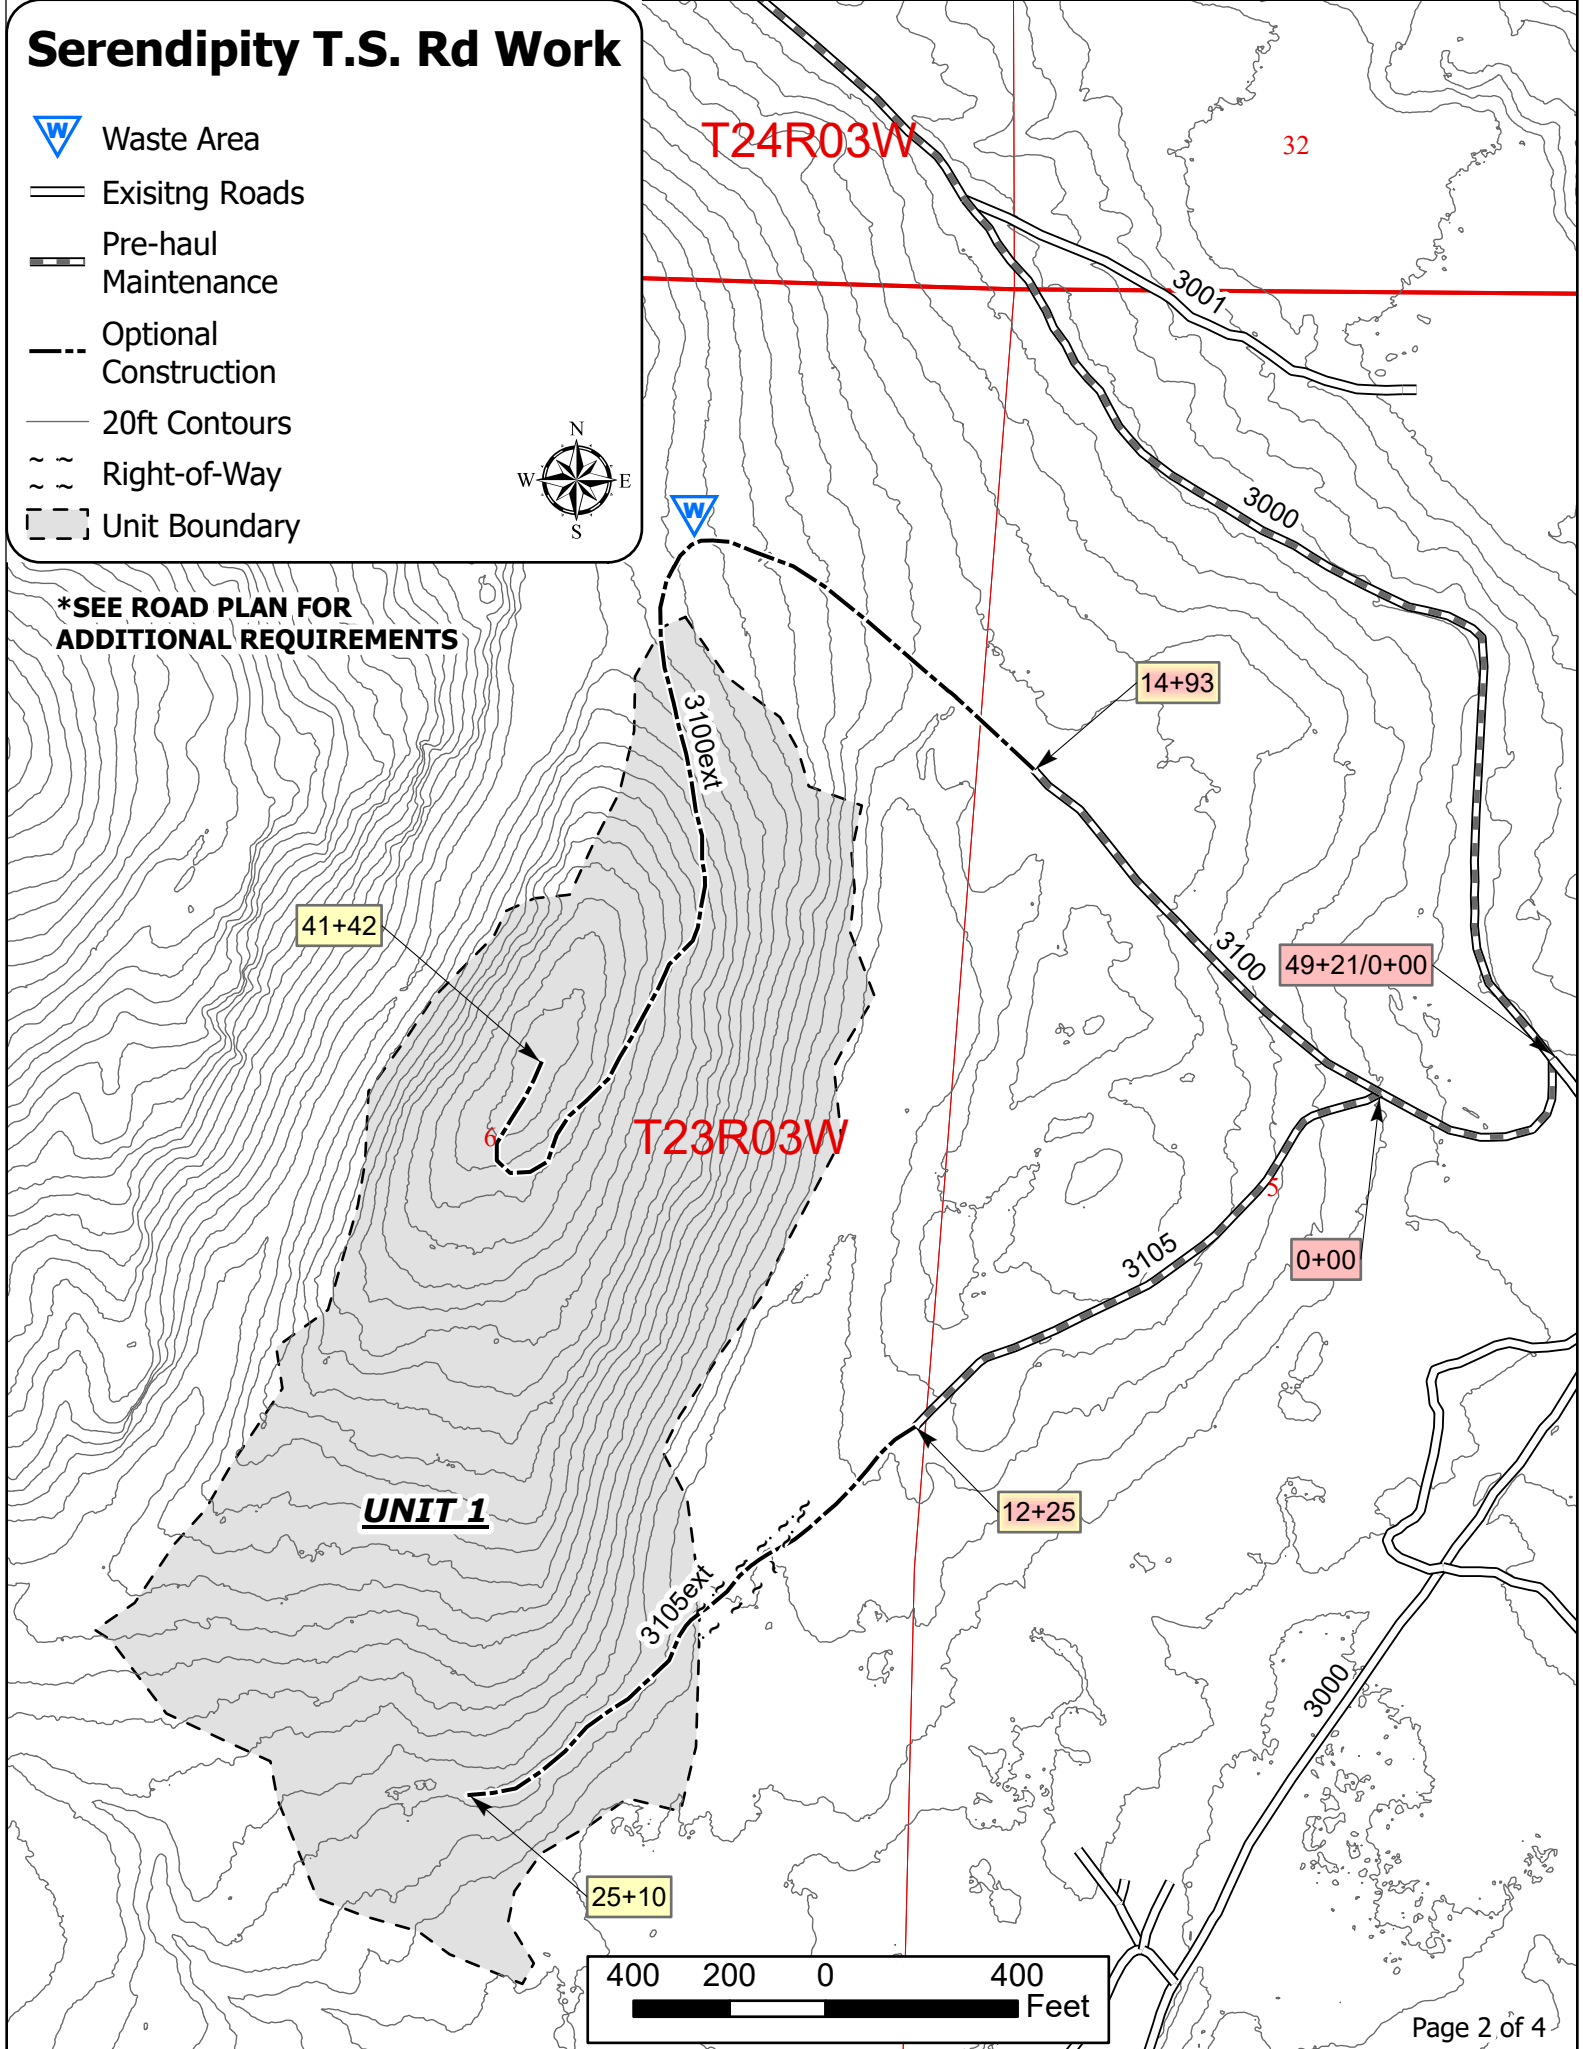 Serendipity T.S. Rd Work
W
Waste Area
Exisitng Roads
Pre-haul
Maintenance
Optional
Construction
20ft Contours
~ ~
~ ~
Right-of-Way
Unit Boundary
N
W
E
S
*SEE ROAD PLAN FOR
ADDITIONAL REQUIREMENTS
T24R03W
32
3001
3000
W
14+93
3100ext
41+42
3100
49+21/0+00
6
T23R03W
5
3105
0+00
UNIT 1
12+25
3105ext
3000
25+10
400 200 0 400
Feet
Page 2 of 4